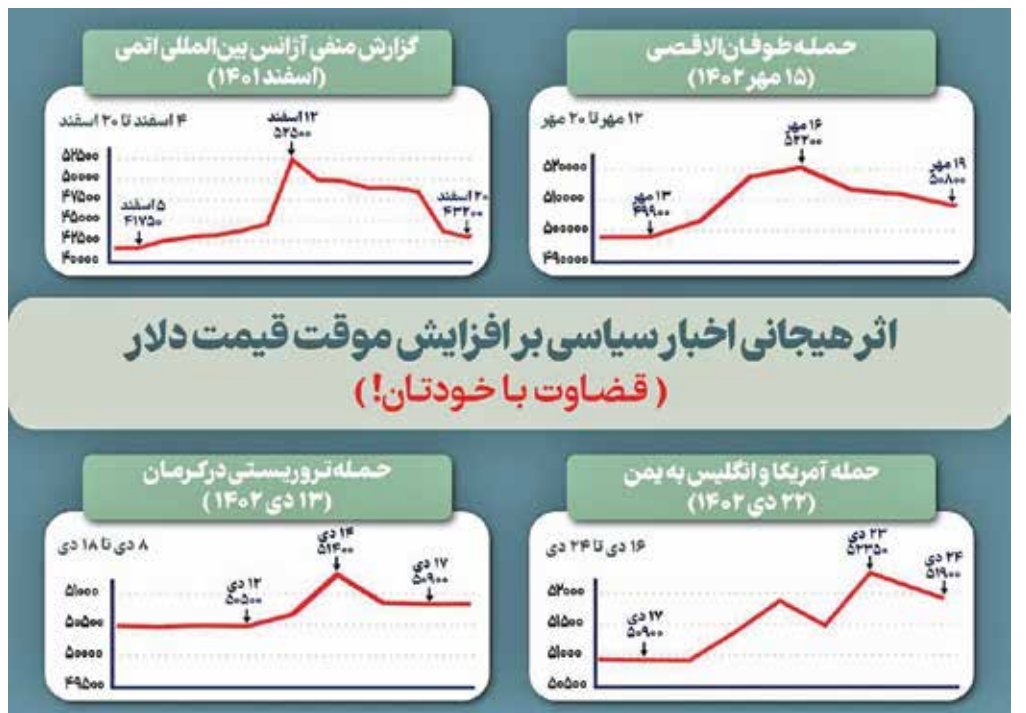 حمله طوفان الاقصی
(۱۵ مهر ۱۴۰۲)
۱۲ مهر تا ۲۰ مهر
۱۶ مهر
۵۲۲۰۰
۱۹ مهر
۵۰۸۰۰
۱۳ مهر
۴۹۹۰۰
۵۲۰۰۰۰
۵۱۰۰۰۰
۵۰۰۰۰۰
۴۹۰۰۰۰
گزارش منفی آژانس بین‌المللی اتمی
(اسفند ۱۴۰۱)
۴ اسفند تا ۲۰ اسفند
۱۲ اسفند
۵۲۵۰۰
۵ اسفند
۴۱۷۵۰
۲۰ اسفند
۴۳۲۰۰
۵۲۵۰۰
۵۰۰۰۰
۴۷۵۰۰
۴۵۰۰۰
۴۲۵۰۰
۴۰۰۰۰
اثر هیجانی اخبار سیاسی بر افزایش موقت قیمت دلار
(قضاوت با خودتان!)
حمله آمریکا و انگلیس به یمن
(۲۲ دی ۱۴۰۲)
۱۶ دی تا ۲۴ دی
۲۳ دی
۵۲۳۵۰
۲۴ دی
۵۱۹۰۰
۱۷ دی
۵۰۹۰۰
۵۲۰۰۰
۵۱۵۰۰
۵۱۰۰۰
۵۰۵۰۰
حمله تروریستی در کرمان
(۱۳ دی ۱۴۰۲)
۸ دی تا ۱۸ دی
۱۴ دی
۵۱۴۰۰
۱۷ دی
۵۰۹۰۰
۱۲ دی
۵۰۵۰۰
۵۱۰۰۰
۵۰۵۰۰
۵۰۰۰۰
۴۹۵۰۰